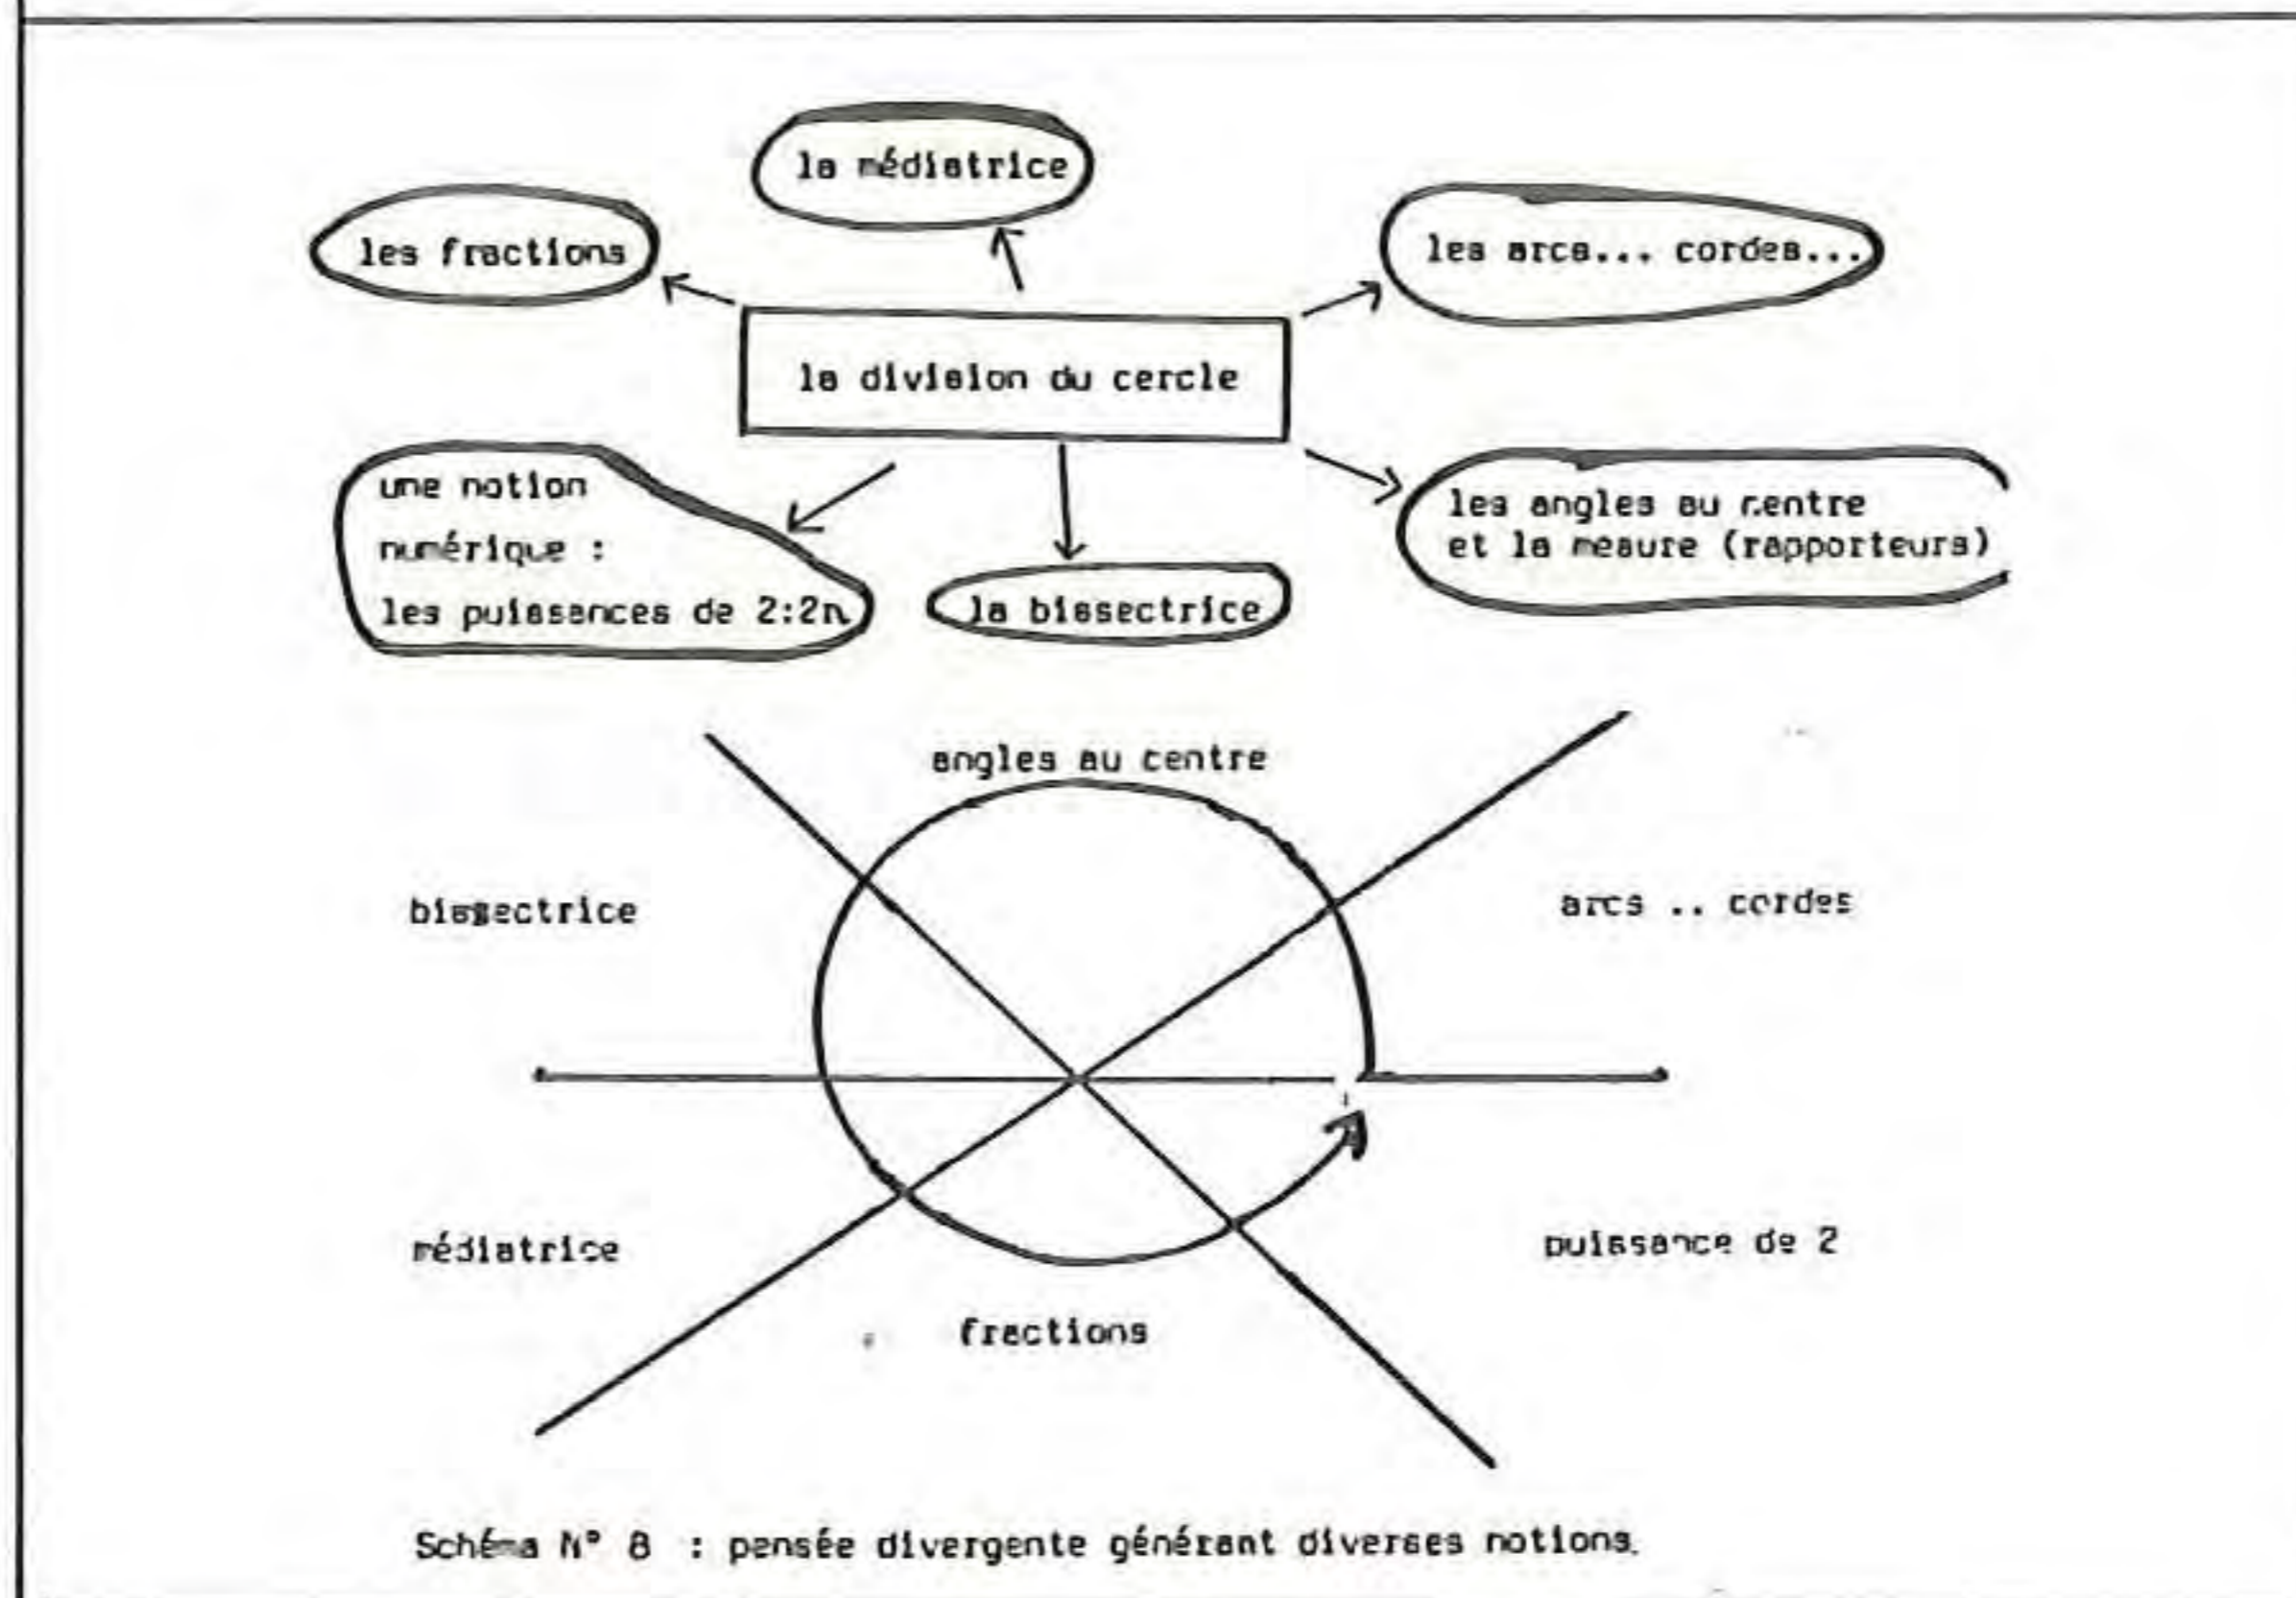 la médiatrice
les fractions
les arcs... cordes...
la division du cercle
une notion
numérique :
les puissances de 2:2n
la bissectrice
les angles au centre
et la mesure (rapporteurs)
angles au centre
bissectrice
arcs .. cordes
médiatrice
puissance de 2
fractions
Schéma N° 8 : pensée divergente générant diverses notions.